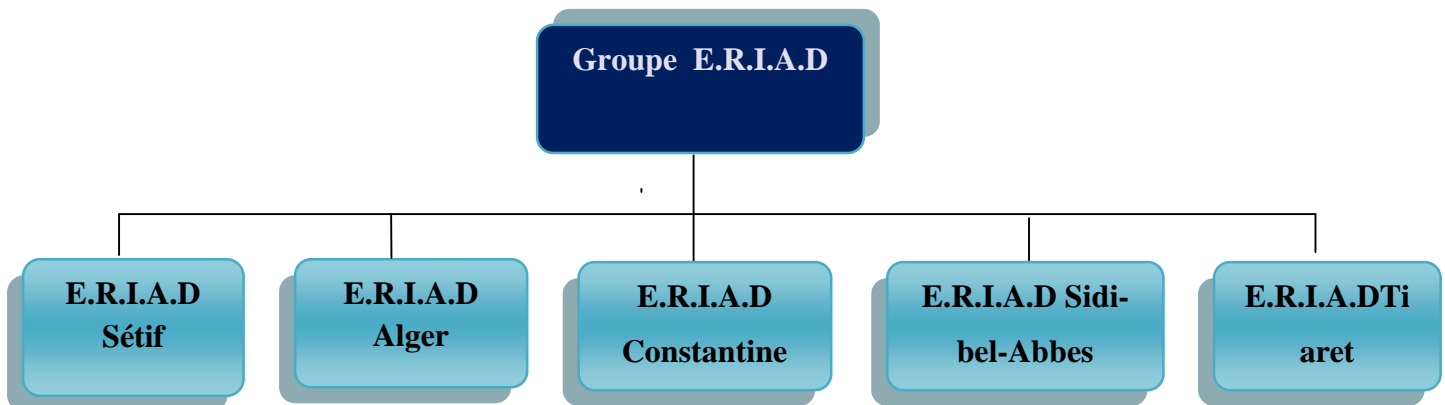 Groupe E.R.I.A.D
E.R.I.A.D
Sétif
E.R.I.A.D
Alger
E.R.I.A.D
Constantine
E.R.I.A.D Sidi-
bel-Abbes
E.R.I.A.DTi
aret